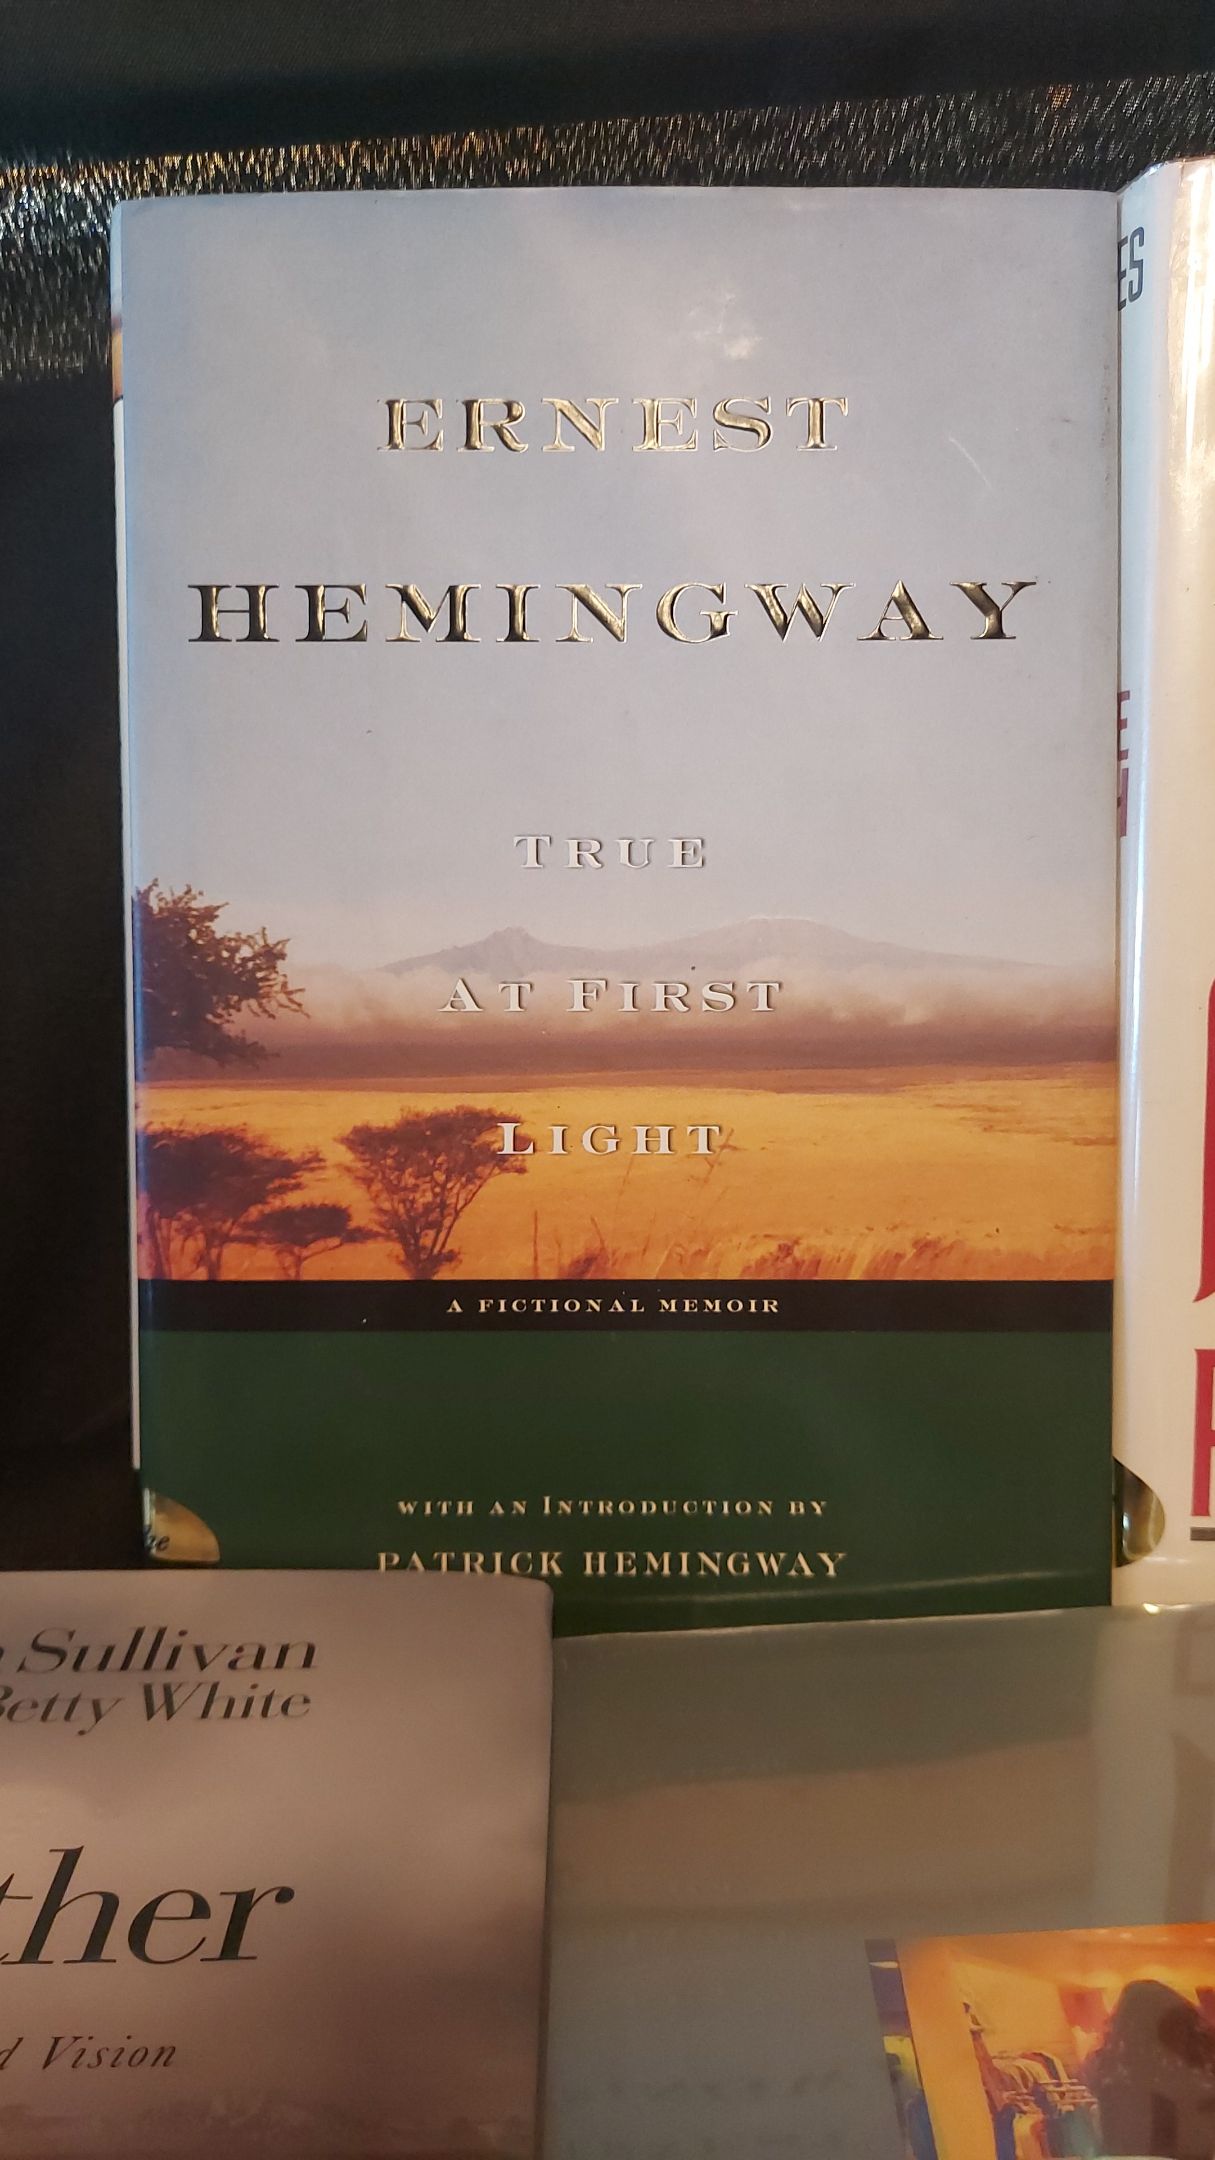 ERNEST
HEMINGWAY
TRUE
AT FIRST
LIGHT
A FICTIONAL MEMOIR
WITH AN INTRODUCTION BY
PATRICK HEMINGWAY
Sullivan
Betty White
ther
d Vision
ES